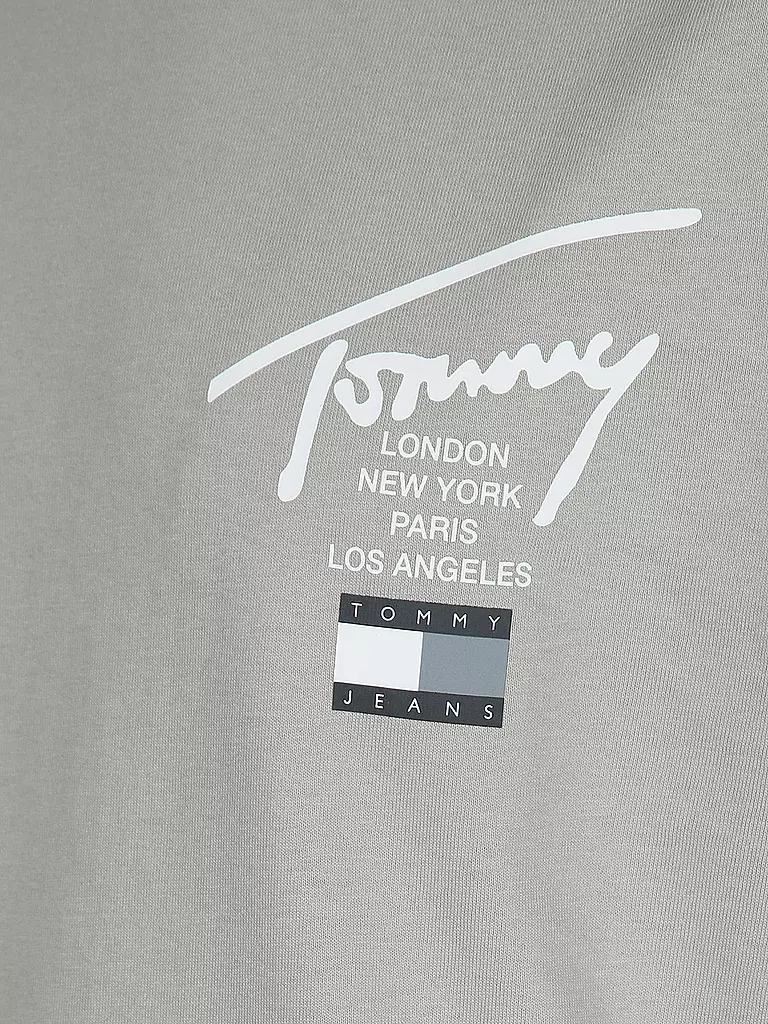 Tommy
LONDON
NEW YORK
PARIS
LOS ANGELES
TOMMY
JEANS